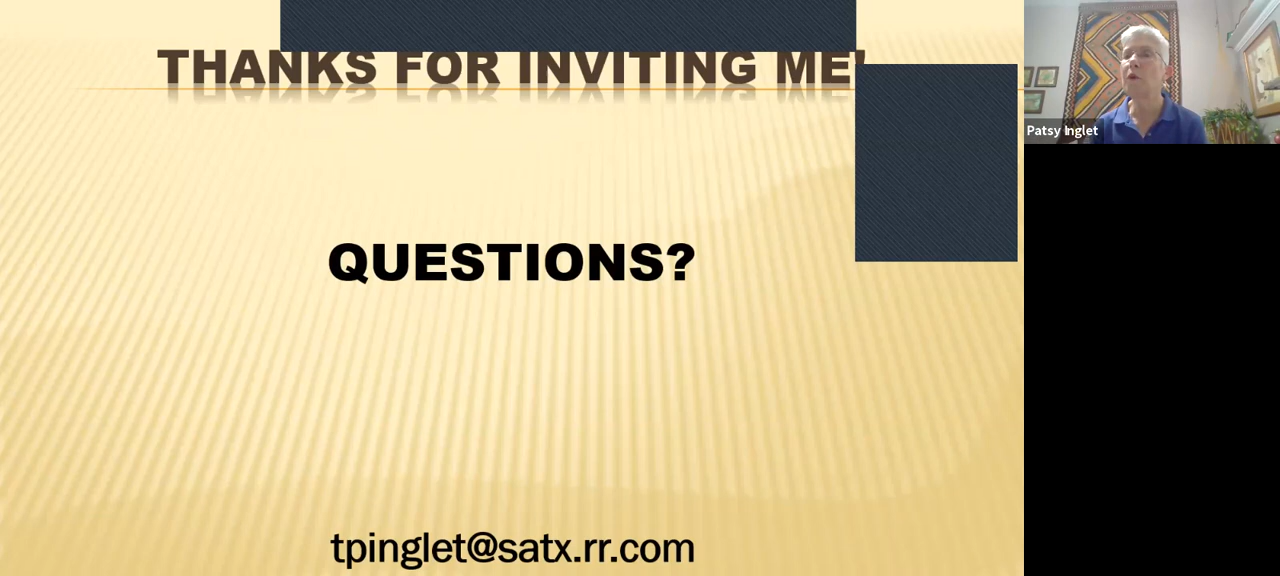 THANKS FOR INVITING ME!
Patsy Inglet
QUESTIONS?
tpinglet@satx.rr.com